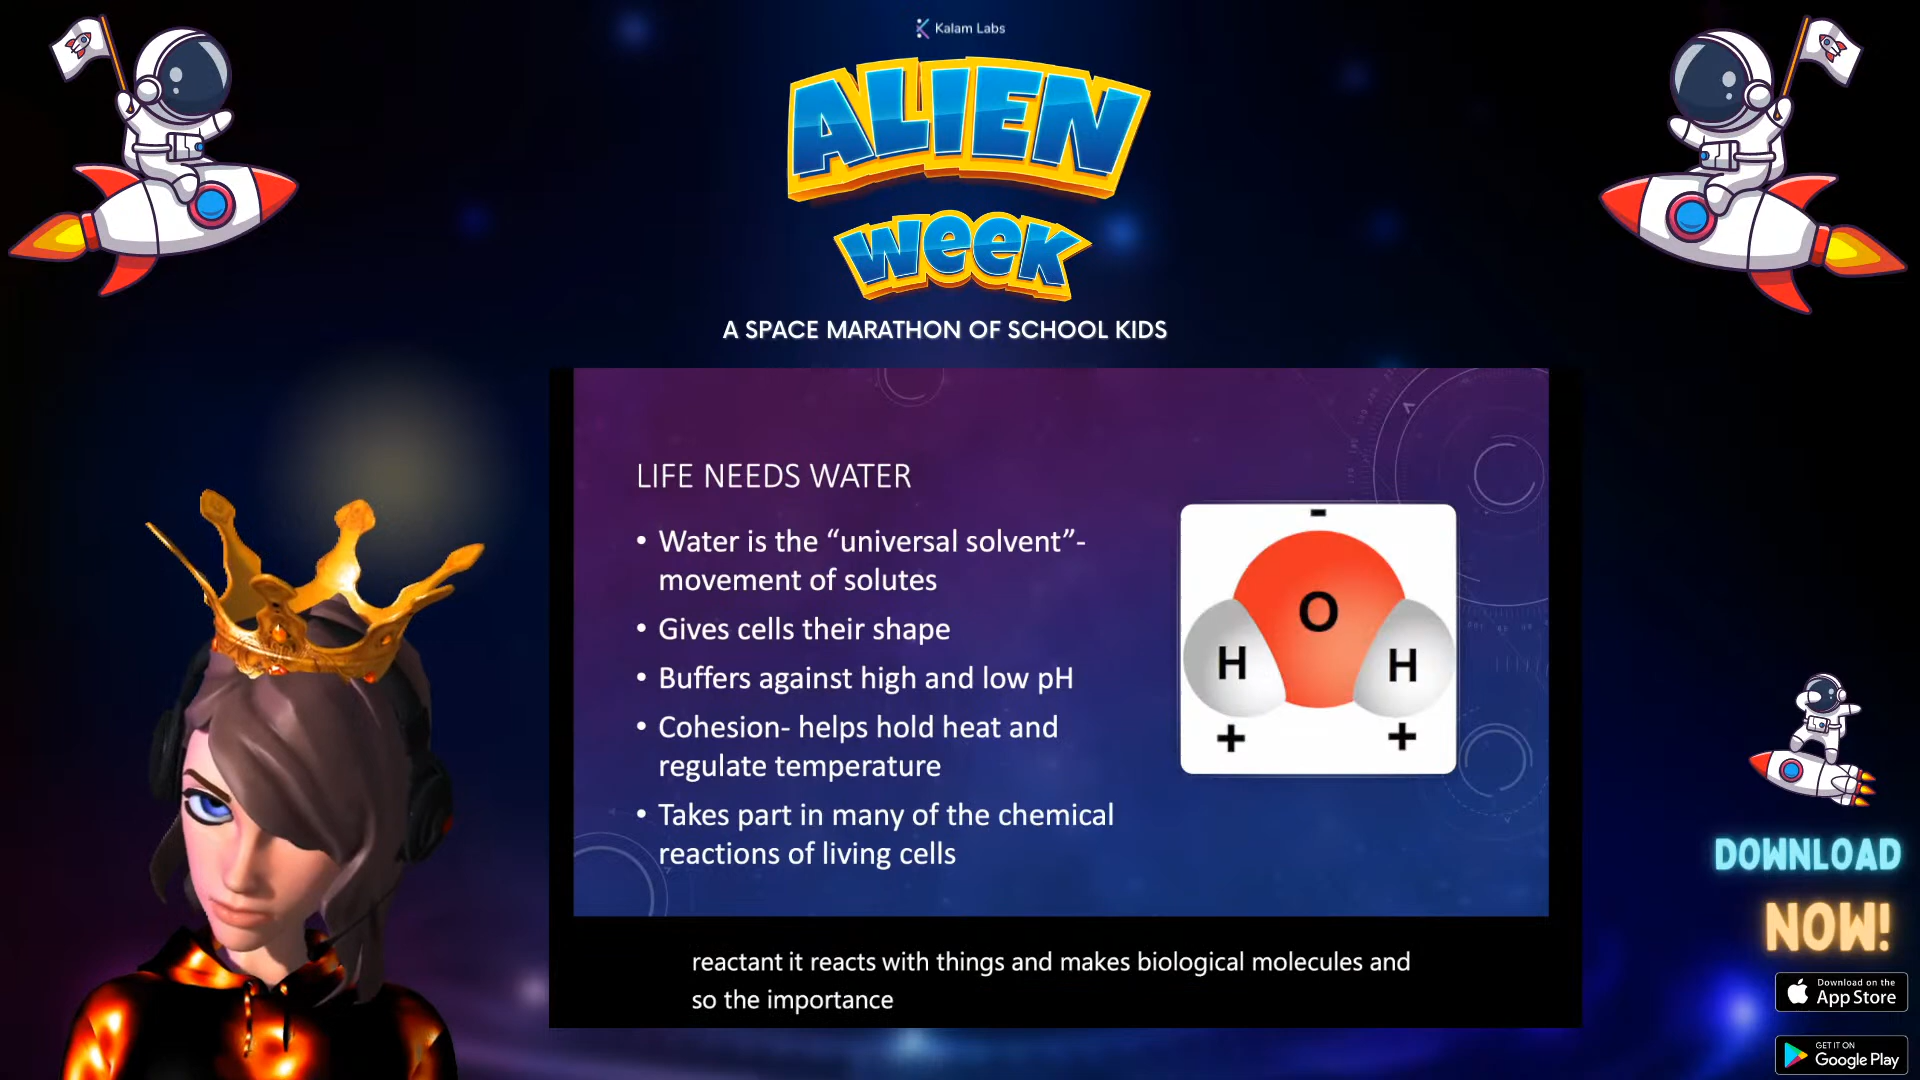 Kalam Labs
ALIEN
week
A SPACE MARATHON OF SCHOOL KIDS
LIFE NEEDS WATER
• Water is the “universal solvent”-
movement of solutes
• Gives cells their shape
• Buffers against high and low pH
• Cohesion- helps hold heat and
regulate temperature
• Takes part in many of the chemical
reactions of living cells
-
O
H H
+ +
reactant it reacts with things and makes biological molecules and
so the importance
DOWNLOAD
NOW!
Download on the
App Store
GET IT ON
Google Play